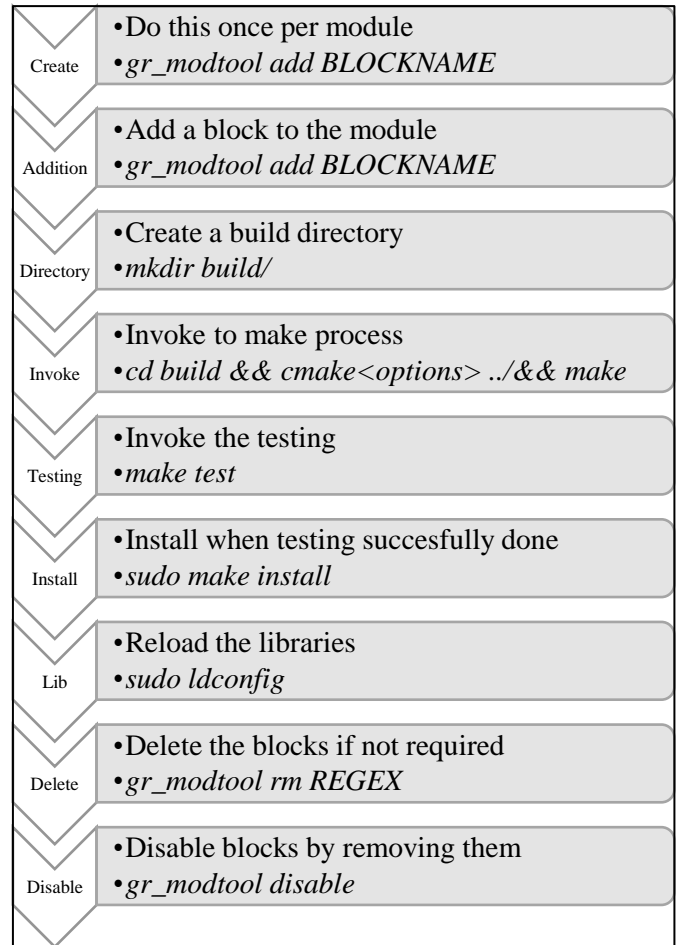 Create
•Do this once per module
•gr_modtool add BLOCKNAME
Addition
•Add a block to the module
•gr_modtool add BLOCKNAME
Directory
•Create a build directory
•mkdir build/
Invoke
•Invoke to make process
•cd build && cmake<options> ../&& make
Testing
•Invoke the testing
•make test
Install
•Install when testing succesfully done
•sudo make install
Lib
•Reload the libraries
•sudo ldconfig
Delete
•Delete the blocks if not required
•gr_modtool rm REGEX
Disable
•Disable blocks by removing them
•gr_modtool disable